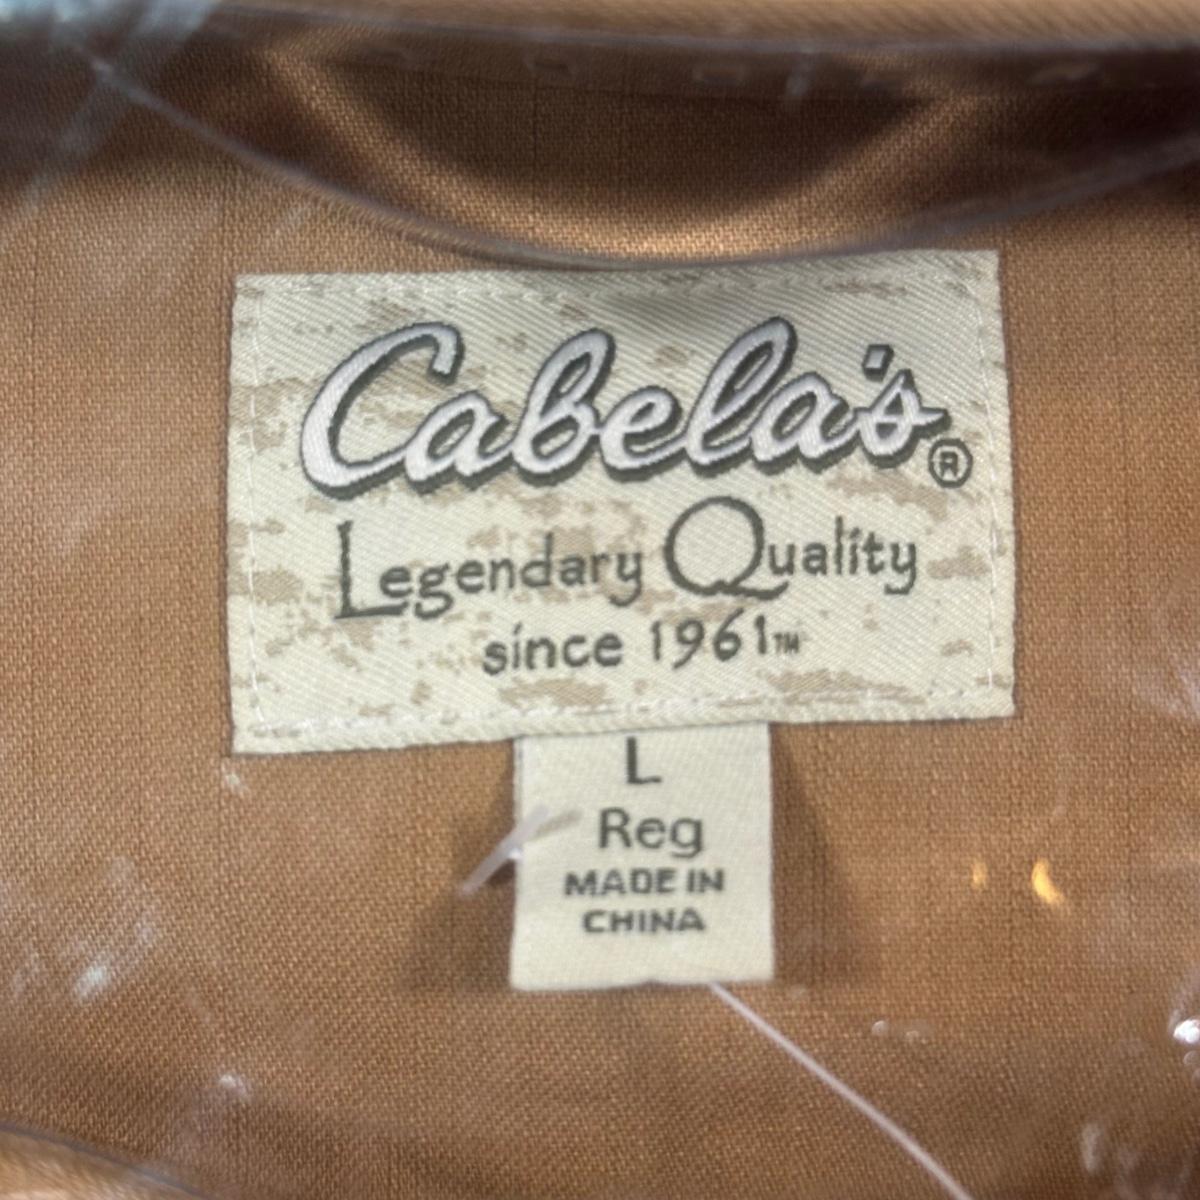 Cabela's®
Legendary Quality
since 1961™
L
Reg
MADE IN
CHINA